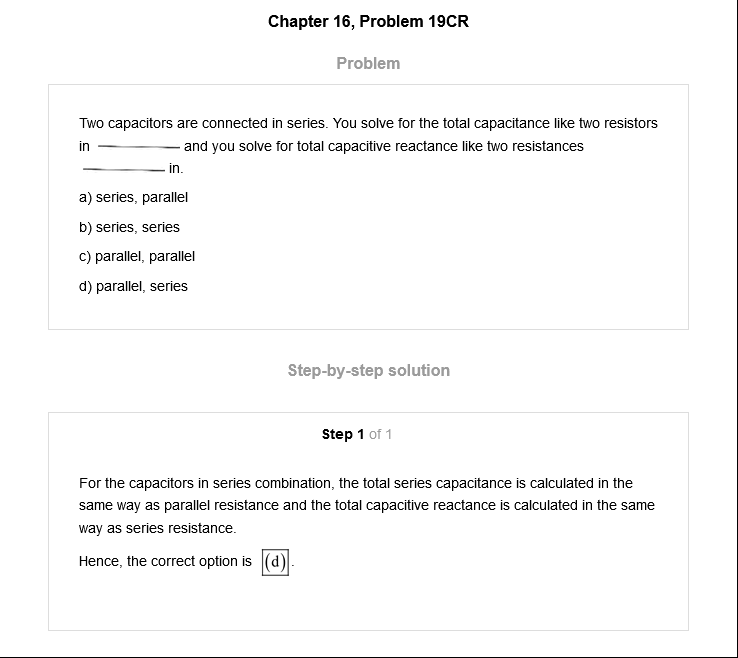 Chapter 16, Problem 19CR
Problem
Two capacitors are connected in series. You solve for the total capacitance like two resistors
in __________ and you solve for total capacitive reactance like two resistances
__________ in.
a) series, parallel
b) series, series
c) parallel, parallel
d) parallel, series
Step-by-step solution
Step 1 of 1
For the capacitors in series combination, the total series capacitance is calculated in the
same way as parallel resistance and the total capacitive reactance is calculated in the same
way as series resistance.
Hence, the correct option is (d).